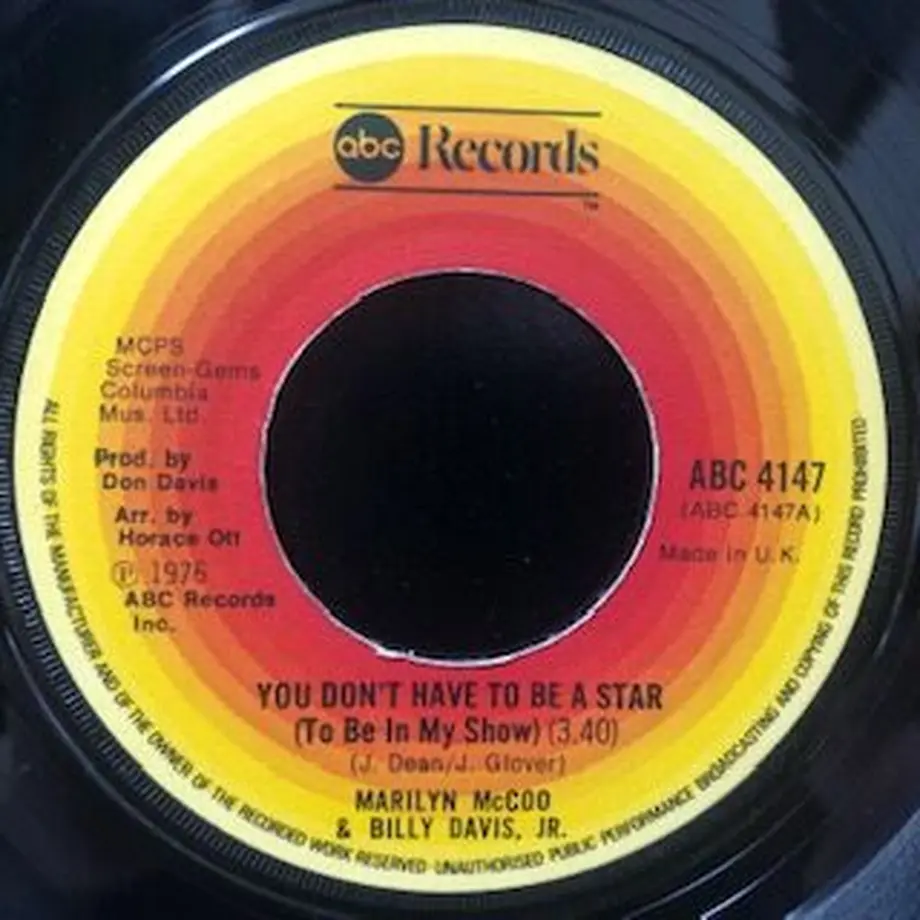 abc Records
TM
MCPS
Screen-Gems
Columbia
Mus. Ltd.
Prod. by
Don Davis
Arr. by
Horace Ott
℗ 1976
ABC Records
Inc.
ABC 4147
(ABC 4147A)
Made in U.K.
YOU DON'T HAVE TO BE A STAR
(To Be In My Show) (3.40)
(J. Dean/J. Glover)
MARILYN McCOO
& BILLY DAVIS, JR.
ALL RIGHTS OF THE MANUFACTURER AND OF THE OWNER OF THE RECORDED WORK RESERVED UNAUTHORISED PUBLIC PERFORMANCE BROADCASTING AND COPYING OF THIS RECORD PROHIBITED